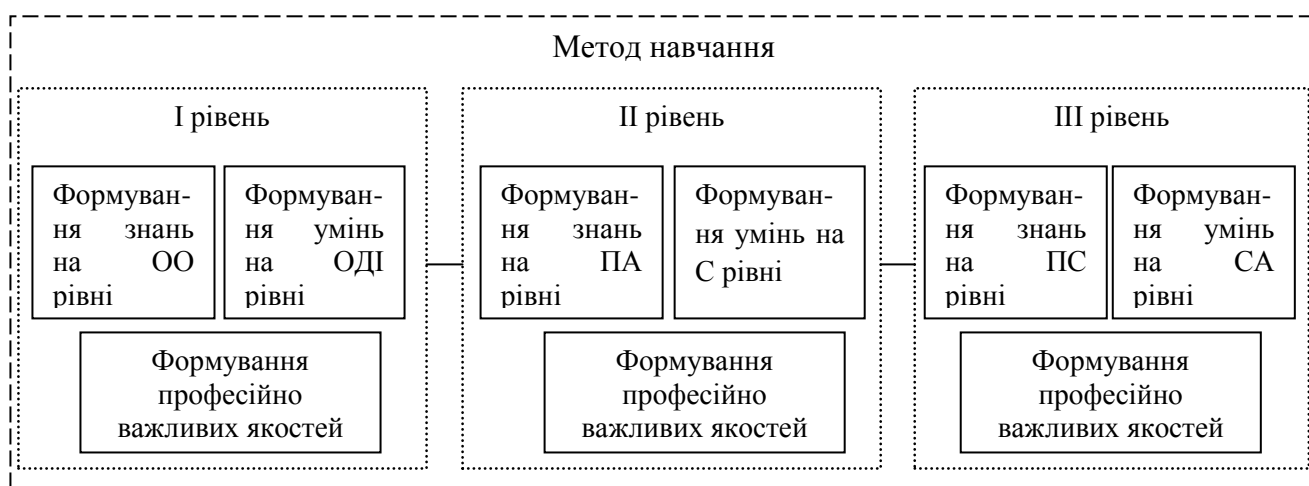 Метод навчання
І рівень
Формуван-
ня знань
на ОО
рівні
Формуван-
ня умінь
на ОДІ
рівні
Формування
професійно
важливих якостей
ІІ рівень
Формуван-
ня знань
на ПА
рівні
Формуван-
ня умінь на
С рівні
Формування
професійно
важливих якостей
ІІІ рівень
Формуван-
ня знань
на ПС
рівні
Формуван-
ня умінь
на СА
рівні
Формування
професійно
важливих якостей